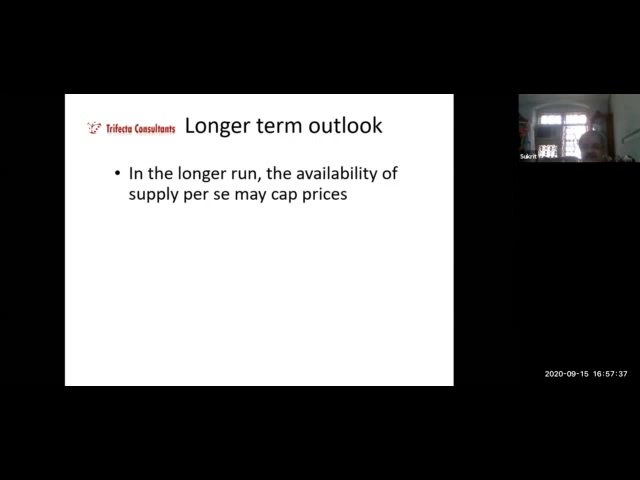 Trifecta Consultants
Longer term outlook
• In the longer run, the availability of
supply per se may cap prices
Sukrit
2020-09-15 16:57:37